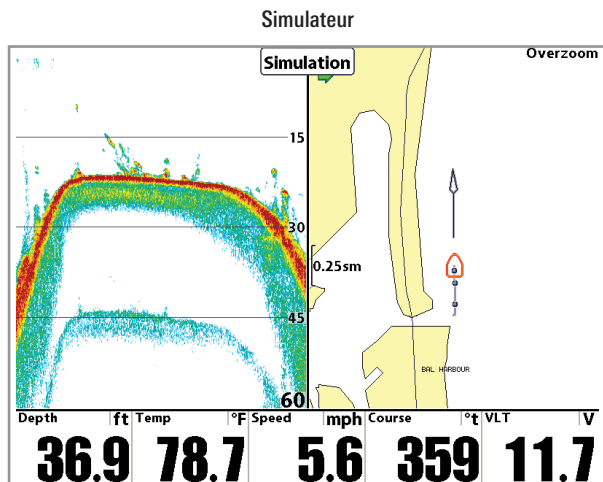 Simulateur
Simulation
Overzoom
15
30
0.25sm
45
BAL HARBOUR
60
Depth ft Temp °F Speed mph Course °t VLT V
36.9 78.7 5.6 359 11.7